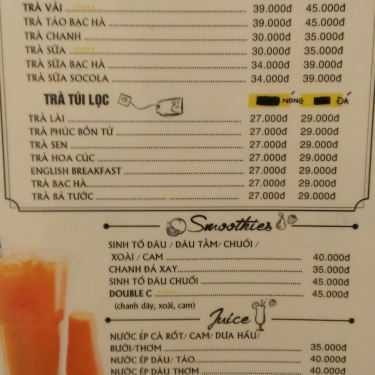 TRÀ VẢI 39.000đ 45.000đ
TRÀ TÁO BẠC HÀ 39.000đ 45.000đ
TRÀ CHANH 30.000đ 35.000đ
TRÀ SỮA 30.000đ 35.000đ
TRÀ SỮA BẠC HÀ 34.000đ 39.000đ
TRÀ SỮA SOCOLA 34.000đ 39.000đ
TRÀ TÚI LỌC NÓNG ĐÁ
TRÀ LÀI 27.000đ 29.000đ
TRÀ PHÚC BỒN TỬ 27.000đ 29.000đ
TRÀ SEN 27.000đ 29.000đ
TRÀ HOA CÚC 27.000đ 29.000đ
ENGLISH BREAKFAST 27.000đ 29.000đ
TRÀ BẠC HÀ 27.000đ 29.000đ
TRÀ BÁ TƯỚC 27.000đ 29.000đ
Smoothies
SINH TỐ DÂU / DÂU TẰM/ CHUỐI /
XOÀI / CAM 40.000đ
CHANH ĐÁ XAY 35.000đ
SINH TỐ DÂU CHUỐI 45.000đ
DOUBLE C 45.000đ
(chanh dây, xoài, cam)
Juice
NƯỚC ÉP CÀ RỐT/ CAM/ DƯA HẤU/
BƯỞI/THƠM 35.000đ
NƯỚC ÉP DÂU/ TÁO 40.000đ
NƯỚC ÉP DÂU THƠM 40.000đ